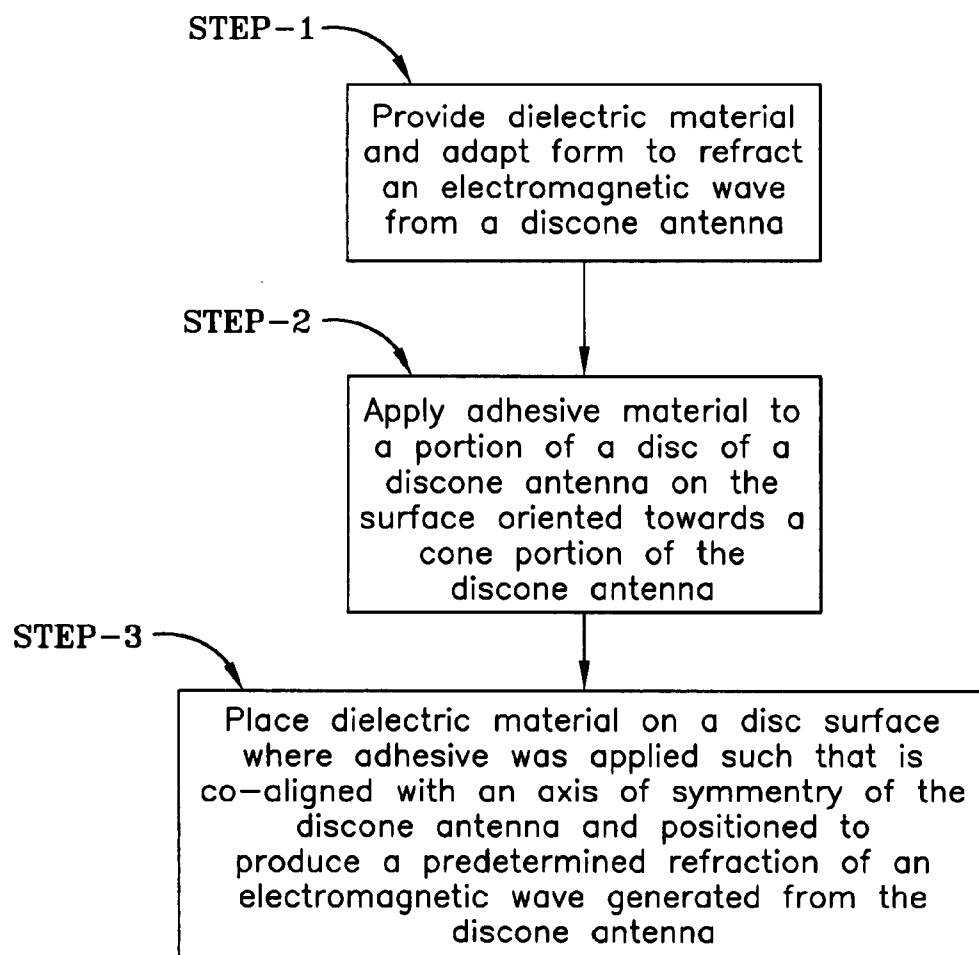 STEP-1
Provide dielectric material
and adapt form to refract
an electromagnetic wave
from a discone antenna
STEP-2
Apply adhesive material to
a portion of a disc of a
discone antenna on the
surface oriented towards a
cone portion of the
discone antenna
STEP-3
Place dielectric material on a disc surface
where adhesive was applied such that is
co-aligned with an axis of symmentry of the
discone antenna and positioned to
produce a predetermined refraction of an
electromagnetic wave generated from the
discone antenna